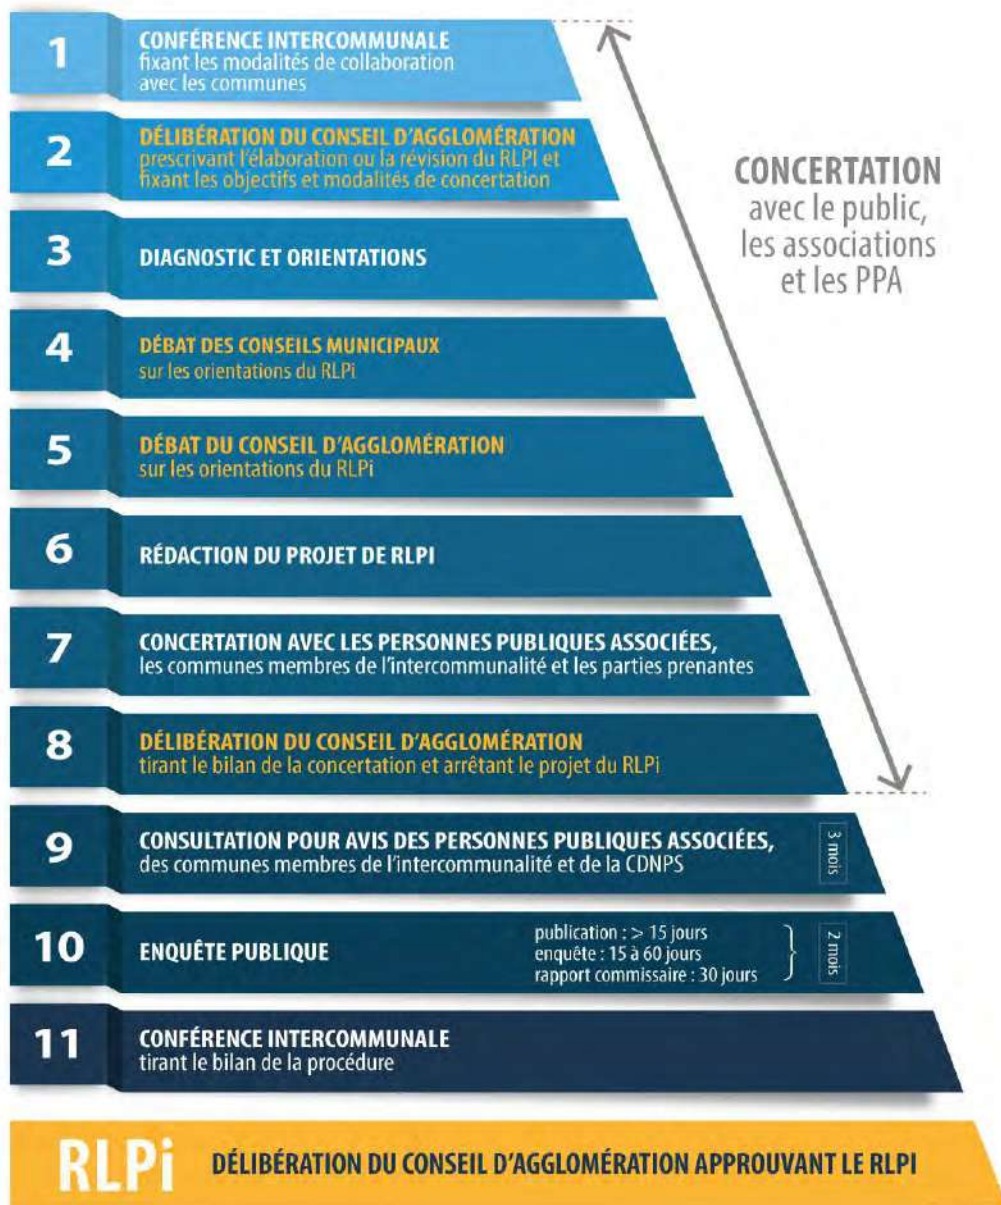 1
CONFÉRENCE INTERCOMMUNALE
fixant les modalités de collaboration
avec les communes
2
DÉLIBÉRATION DU CONSEIL D'AGGLOMÉRATION
prescrivant l'élaboration ou la révision du RLPI et
fixant les objectifs et modalités de concertation
CONCERTATION
avec le public,
les associations
et les PPA
3
DIAGNOSTIC ET ORIENTATIONS
4
DÉBAT DES CONSEILS MUNICIPAUX
sur les orientations du RLPi
5
DÉBAT DU CONSEIL D'AGGLOMÉRATION
sur les orientations du RLPi
6
RÉDACTION DU PROJET DE RLPI
7
CONCERTATION AVEC LES PERSONNES PUBLIQUES ASSOCIÉES,
les communes membres de l'intercommunalité et les parties prenantes
8
DÉLIBÉRATION DU CONSEIL D'AGGLOMÉRATION
tirant le bilan de la concertation et arrêtant le projet du RLPi
9
CONSULTATION POUR AVIS DES PERSONNES PUBLIQUES ASSOCIÉES,
des communes membres de l'intercommunalité et de la CDNPS
3 mois
10
ENQUÊTE PUBLIQUE
publication : > 15 jours
enquête : 15 à 60 jours
rapport commissaire : 30 jours
2 mois
11
CONFÉRENCE INTERCOMMUNALE
tirant le bilan de la procédure
RLPi DÉLIBÉRATION DU CONSEIL D'AGGLOMÉRATION APPROUVANT LE RLPI